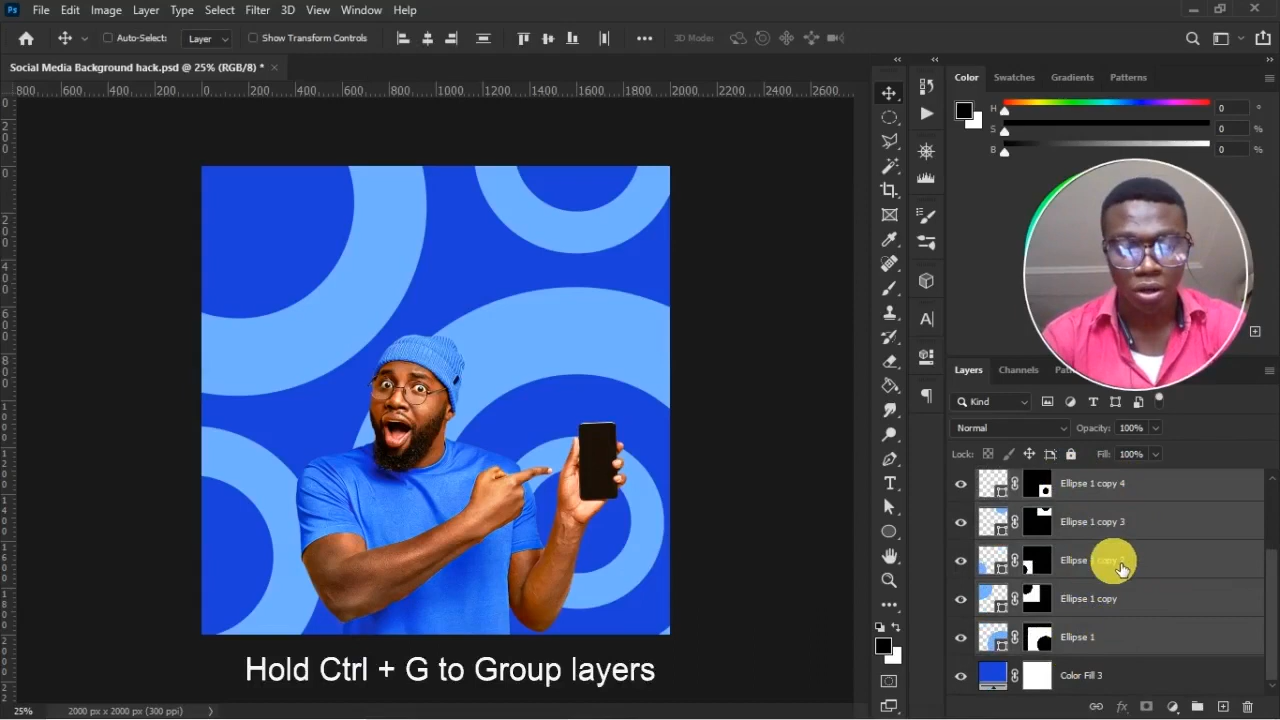 Ps File Edit Image Layer Type Select Filter 3D View Window Help
Auto-Select: Layer Show Transform Controls 3D Mode:
Social Media Background hack.psd @ 25% (RGB/8) *
800 600 400 200 0 200 400 600 800 1000 1200 1400 1600 1800 2000 2200 2400 2600
Color Swatches Gradients Patterns
H 0 °
S 0 %
B 0 %
Layers Channels
Kind
Normal Opacity: 100%
Lock: Fill: 100%
Ellipse 1 copy 4
Ellipse 1 copy 3
Ellipse 1 copy 2
Ellipse 1 copy
Ellipse 1
Color Fill 3
Hold Ctrl + G to Group layers
25% 2000 px x 2000 px (300 ppi)